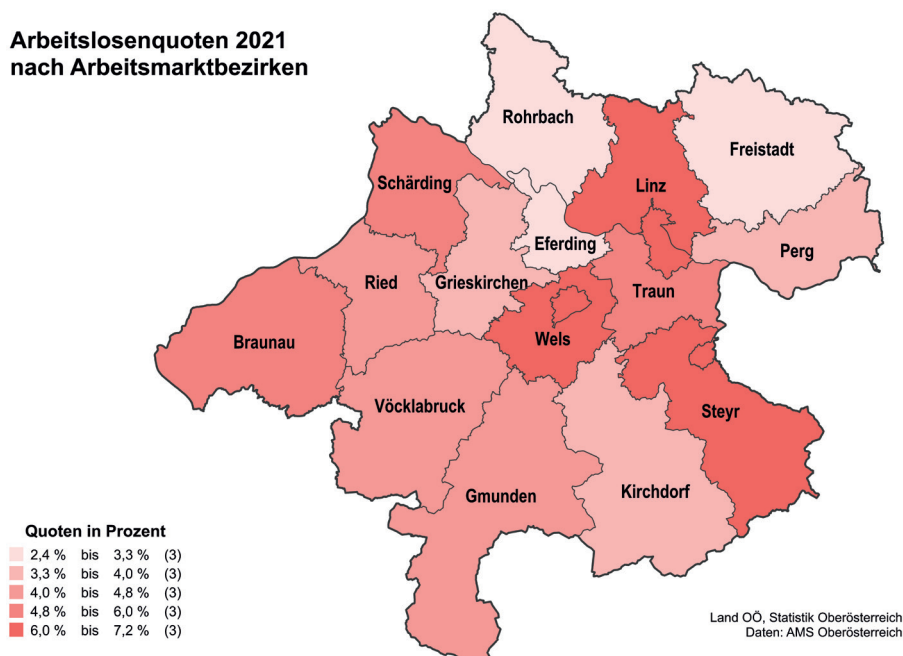 Arbeitslosenquoten 2021
nach Arbeitsmarktbezirken
Rohrbach
Freistadt
Schärding
Linz
Eferding
Perg
Ried
Grieskirchen
Traun
Braunau
Wels
Vöcklabruck
Steyr
Gmunden
Kirchdorf
Quoten in Prozent
2,4 % bis 3,3 % (3)
3,3 % bis 4,0 % (3)
4,0 % bis 4,8 % (3)
4,8 % bis 6,0 % (3)
6,0 % bis 7,2 % (3)
Land OÖ, Statistik Oberösterreich
Daten: AMS Oberösterreich